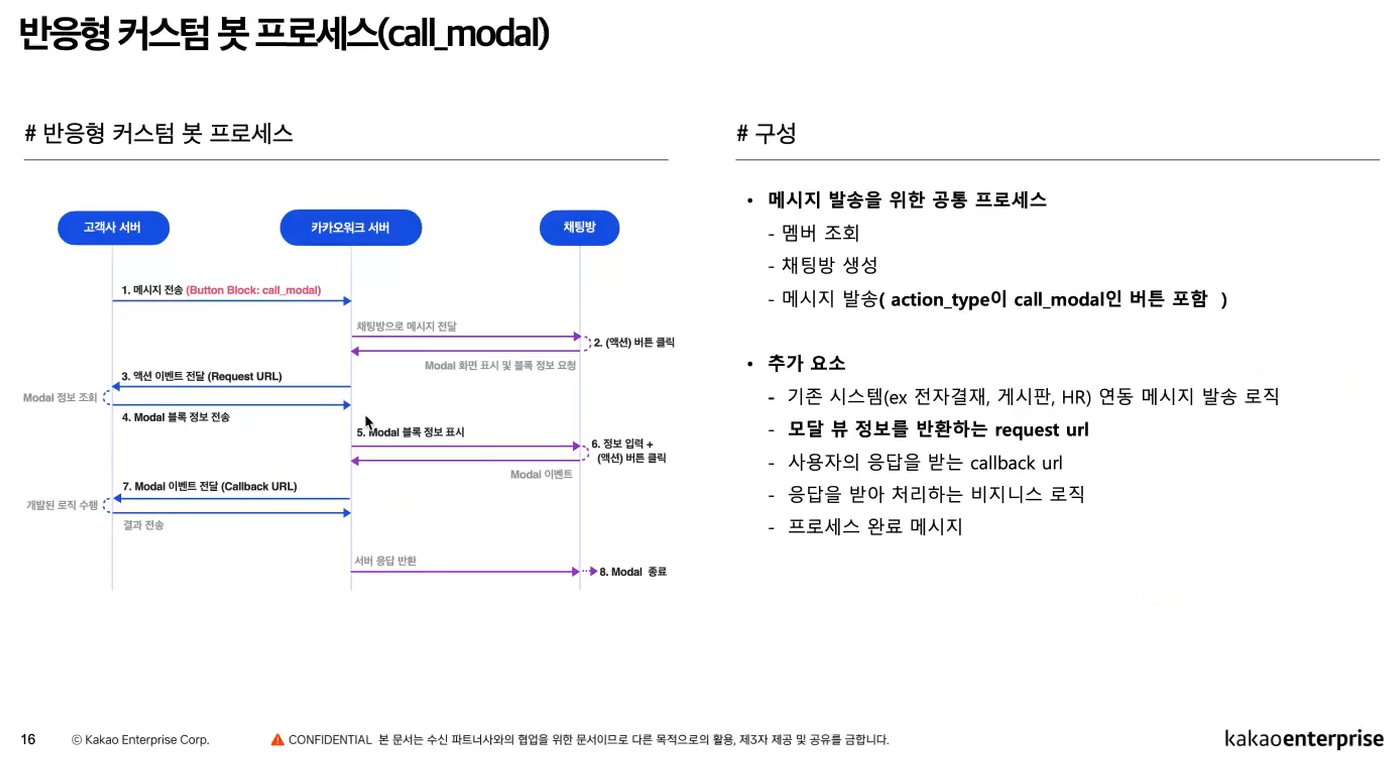 반응형 커스텀 봇 프로세스(call_modal)
# 반응형 커스텀 봇 프로세스
고객사 서버
카카오워크 서버
채팅방
1. 메시지 전송 (Button Block: call_modal)
채팅방으로 메시지 전달
2. (액션) 버튼 클릭
Modal 화면 표시 및 블록 정보 요청
3. 액션 이벤트 전달 (Request URL)
Modal 정보 조회
4. Modal 블록 정보 전송
5. Modal 블록 정보 표시
6. 정보 입력 +
(액션) 버튼 클릭
Modal 이벤트
7. Modal 이벤트 전달 (Callback URL)
개발된 로직 수행
결과 전송
서버 응답 반환
8. Modal 종료
# 구성
• 메시지 발송을 위한 공통 프로세스
- 멤버 조회
- 채팅방 생성
- 메시지 발송( action_type이 call_modal인 버튼 포함 )
• 추가 요소
- 기존 시스템(ex 전자결재, 게시판, HR) 연동 메시지 발송 로직
- 모달 뷰 정보를 반환하는 request url
- 사용자의 응답을 받는 callback url
- 응답을 받아 처리하는 비지니스 로직
- 프로세스 완료 메시지
16
© Kakao Enterprise Corp.
CONFIDENTIAL 본 문서는 수신 파트너사와의 협업을 위한 문서이므로 다른 목적으로의 활용, 제3자 제공 및 공유를 금합니다.
kakaoenterprise